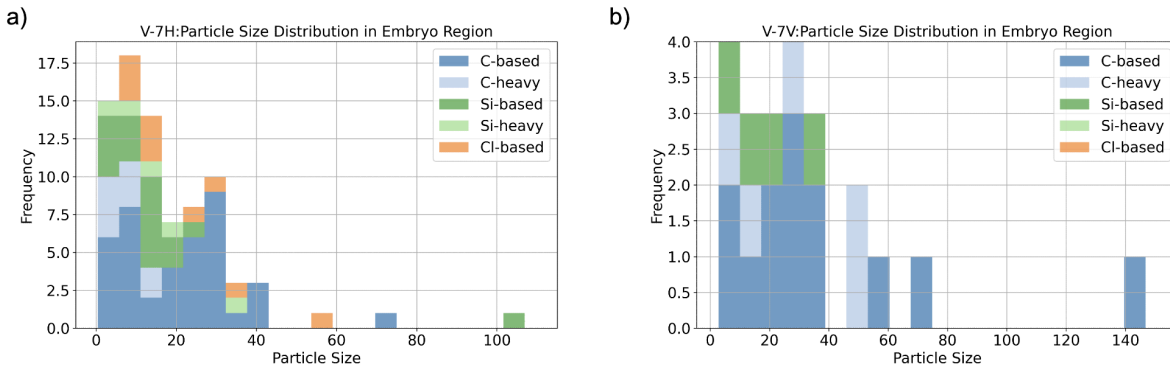 a)
V-7H:Particle Size Distribution in Embryo Region
Frequency
17.5
15.0
12.5
10.0
7.5
5.0
2.5
0.0
C-based
C-heavy
Si-based
Si-heavy
Cl-based
0 20 40 60 80 100
Particle Size
b)
V-7V:Particle Size Distribution in Embryo Region
Frequency
4.0
3.5
3.0
2.5
2.0
1.5
1.0
0.5
0.0
C-based
C-heavy
Si-based
Si-heavy
Cl-based
0 20 40 60 80 100 120 140
Particle Size